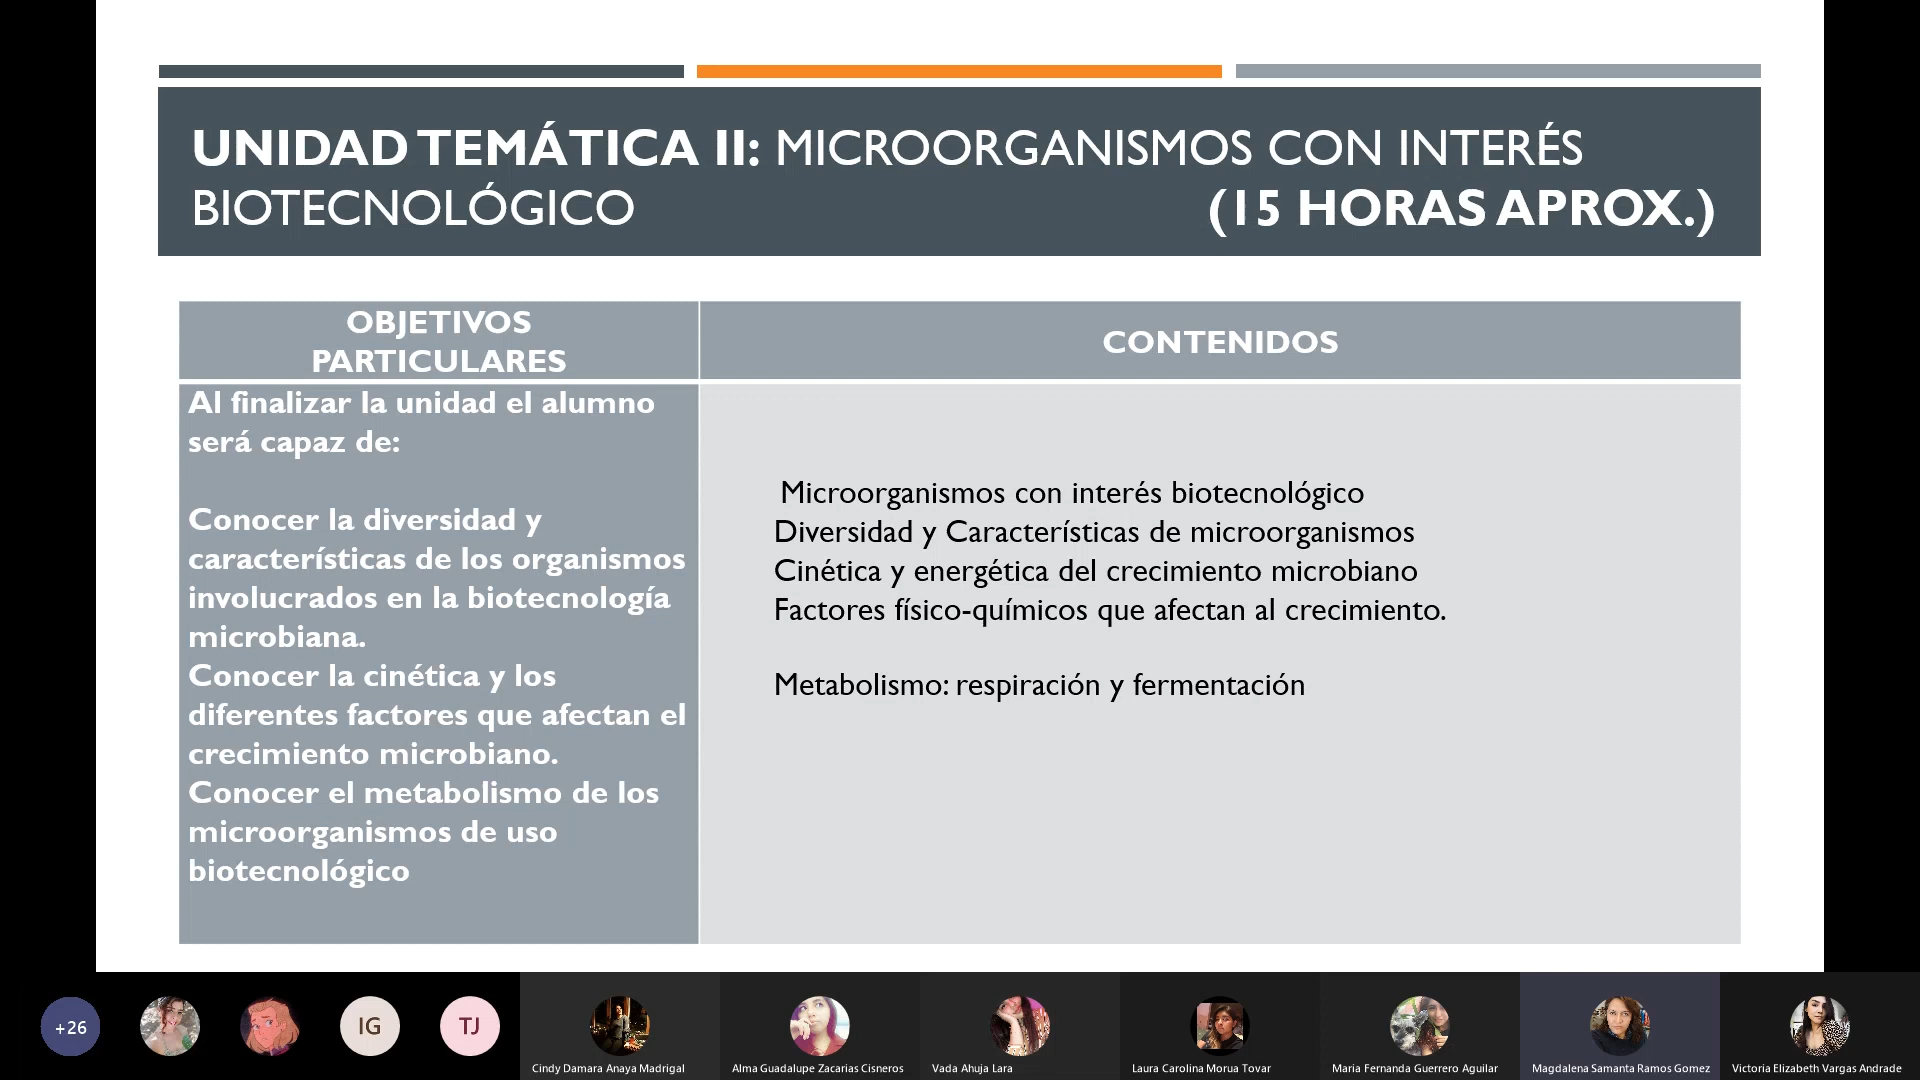 UNIDAD TEMÁTICA II: MICROORGANISMOS CON INTERÉS
BIOTECNOLÓGICO (15 HORAS APROX.)
OBJETIVOS
PARTICULARES
CONTENIDOS
Al finalizar la unidad el alumno
será capaz de:
Conocer la diversidad y
características de los organismos
involucrados en la biotecnología
microbiana.
Conocer la cinética y los
diferentes factores que afectan el
crecimiento microbiano.
Conocer el metabolismo de los
microorganismos de uso
biotecnológico
Microorganismos con interés biotecnológico
Diversidad y Características de microorganismos
Cinética y energética del crecimiento microbiano
Factores físico-químicos que afectan al crecimiento.
Metabolismo: respiración y fermentación
+26
IG
TJ
Cindy Damara Anaya Madrigal
Alma Guadalupe Zacarias Cisneros
Vada Ahuja Lara
Laura Carolina Morua Tovar
Maria Fernanda Guerrero Aguilar
Magdalena Samanta Ramos Gomez
Victoria Elizabeth Vargas Andrade